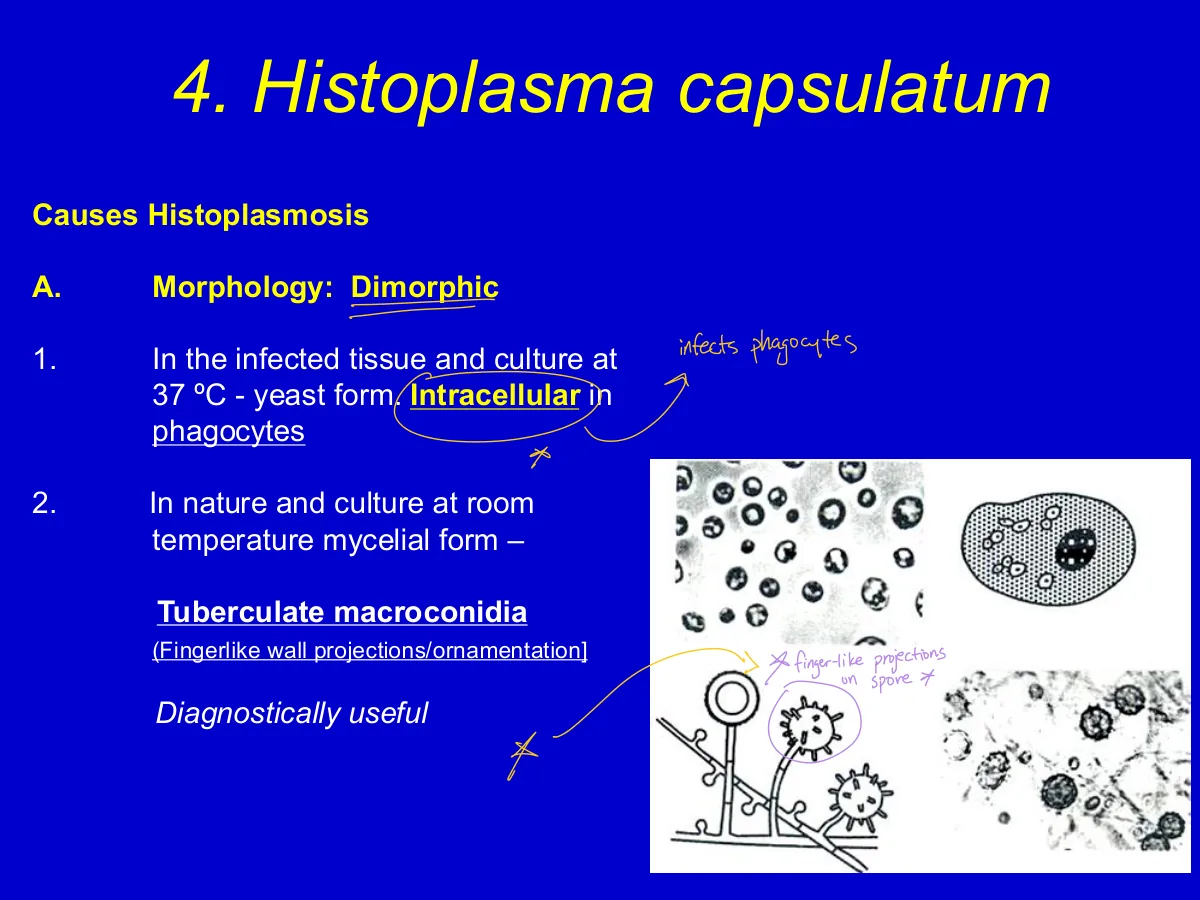 4. Histoplasma capsulatum
Causes Histoplasmosis
A. Morphology: Dimorphic
1. In the infected tissue and culture at
37 ºC - yeast form. Intracellular in
phagocytes
infects phagocytes
2. In nature and culture at room
temperature mycelial form –
Tuberculate macroconidia
(Fingerlike wall projections/ornamentation]
Diagnostically useful
finger-like projections
on spore